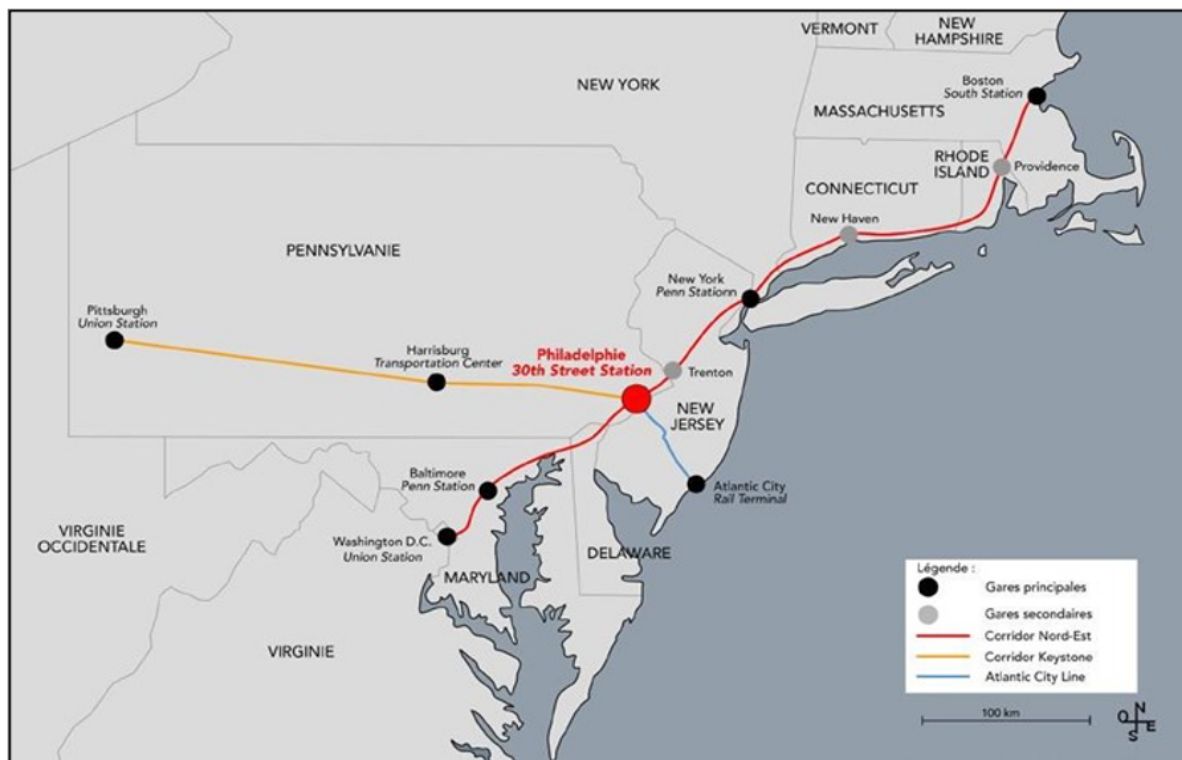 VERMONT
NEW
HAMPSHIRE
NEW YORK
Boston
South Station
MASSACHUSETTS
RHODE
ISLAND
Providence
CONNECTICUT
New Haven
PENNSYLVANIE
New York
Penn Stationn
Pittsburgh
Union Station
Harrisburg
Transportation Center
Philadelphie
30th Street Station
Trenton
NEW
JERSEY
Baltimore
Penn Station
Atlantic City
Rail Terminal
VIRGINIE
OCCIDENTALE
Washington D.C.
Union Station
DELAWARE
MARYLAND
VIRGINIE
Légende :
Gares principales
Gares secondaires
Corridor Nord-Est
Corridor Keystone
Atlantic City Line
100 km
N
O E
S